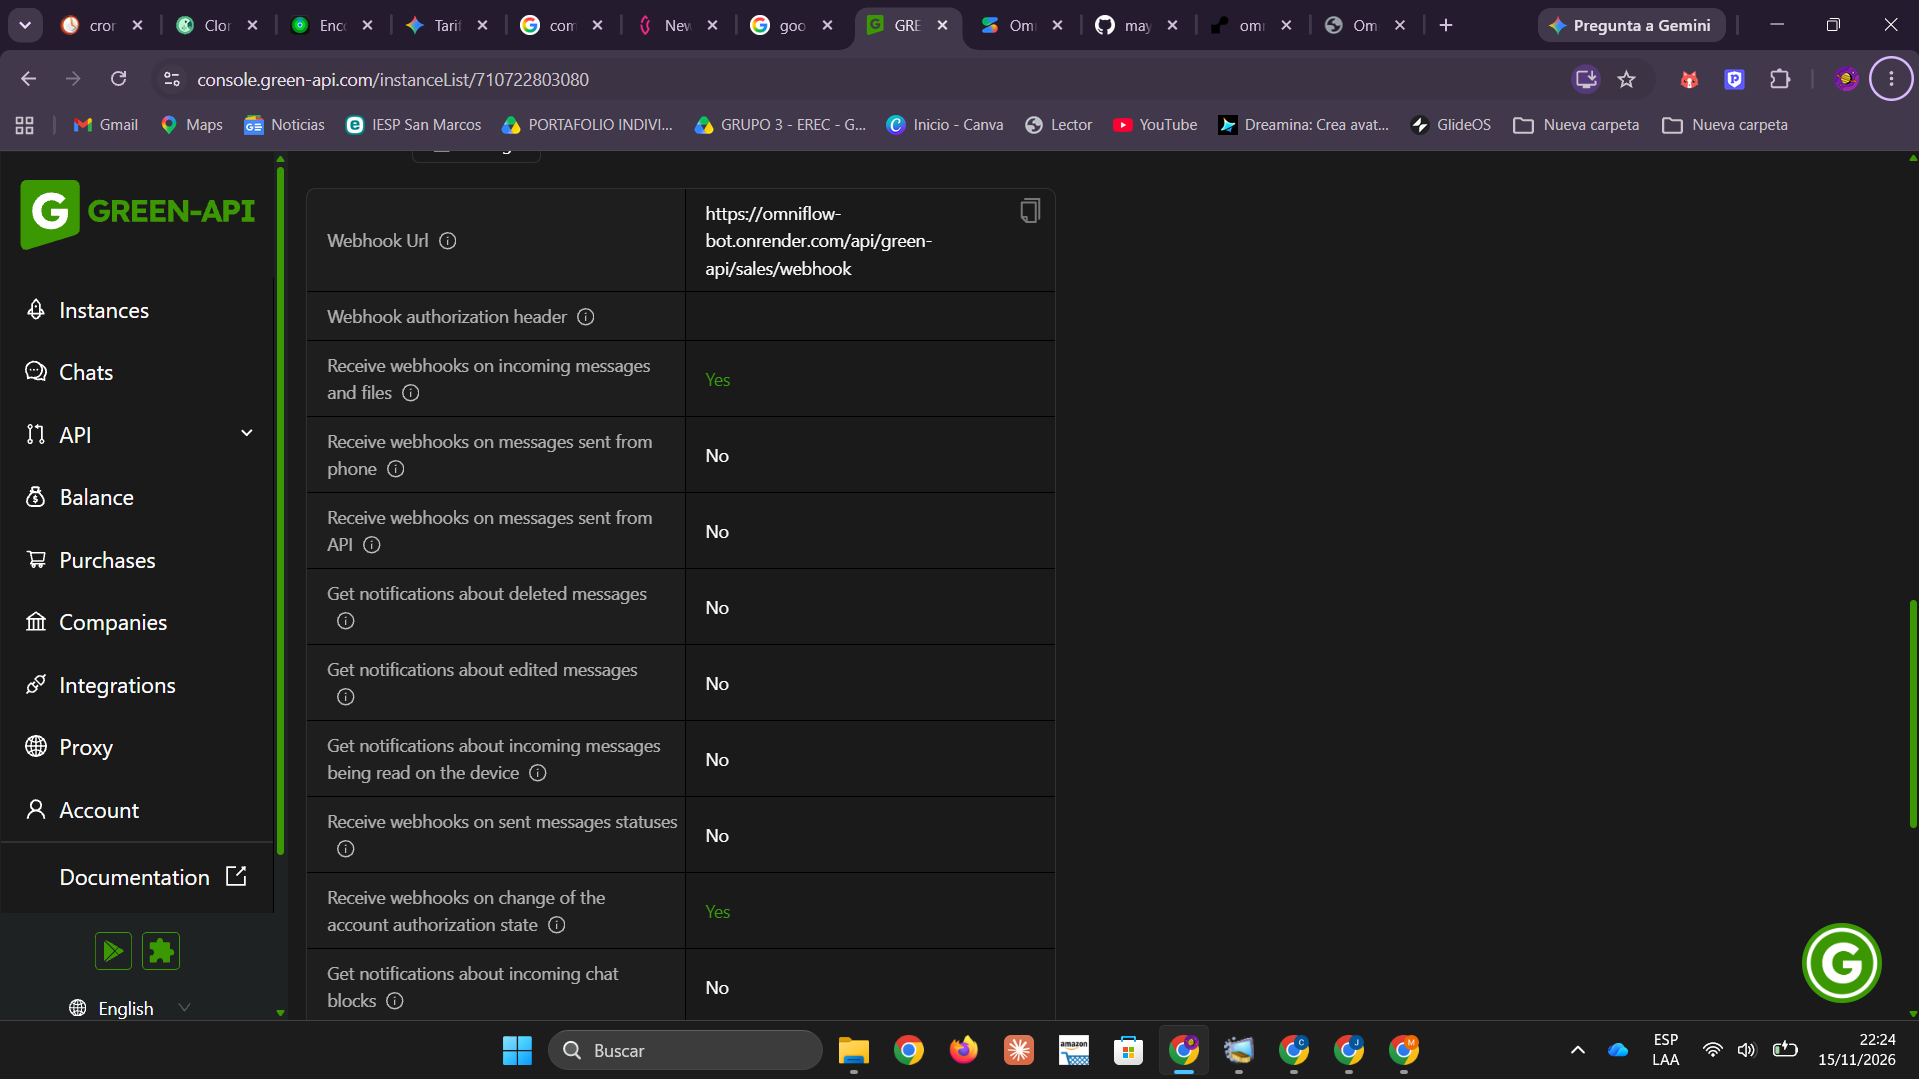 cror
Clor
Enc
Tarif
com
Nev
goo
GRE
Omi
may
omi
Om
Pregunta a Gemini
console.green-api.com/instanceList/710722803080
Gmail
Maps
Noticias
IESP San Marcos
PORTAFOLIO INDIVI...
GRUPO 3 - EREC - G...
Inicio - Canva
Lector
YouTube
Dreamina: Crea avat...
GlideOS
Nueva carpeta
Nueva carpeta
GREEN-API
Instances
Chats
API
Balance
Purchases
Companies
Integrations
Proxy
Account
Documentation
English
Webhook Url
https://omniflow-
bot.onrender.com/api/green-
api/sales/webhook
Webhook authorization header
Receive webhooks on incoming messages
and files
Yes
Receive webhooks on messages sent from
phone
No
Receive webhooks on messages sent from
API
No
Get notifications about deleted messages
No
Get notifications about edited messages
No
Get notifications about incoming messages
being read on the device
No
Receive webhooks on sent messages statuses
No
Receive webhooks on change of the
account authorization state
Yes
Get notifications about incoming chat
blocks
No
Buscar
amazon
ESP
LAA
22:24
15/11/2026